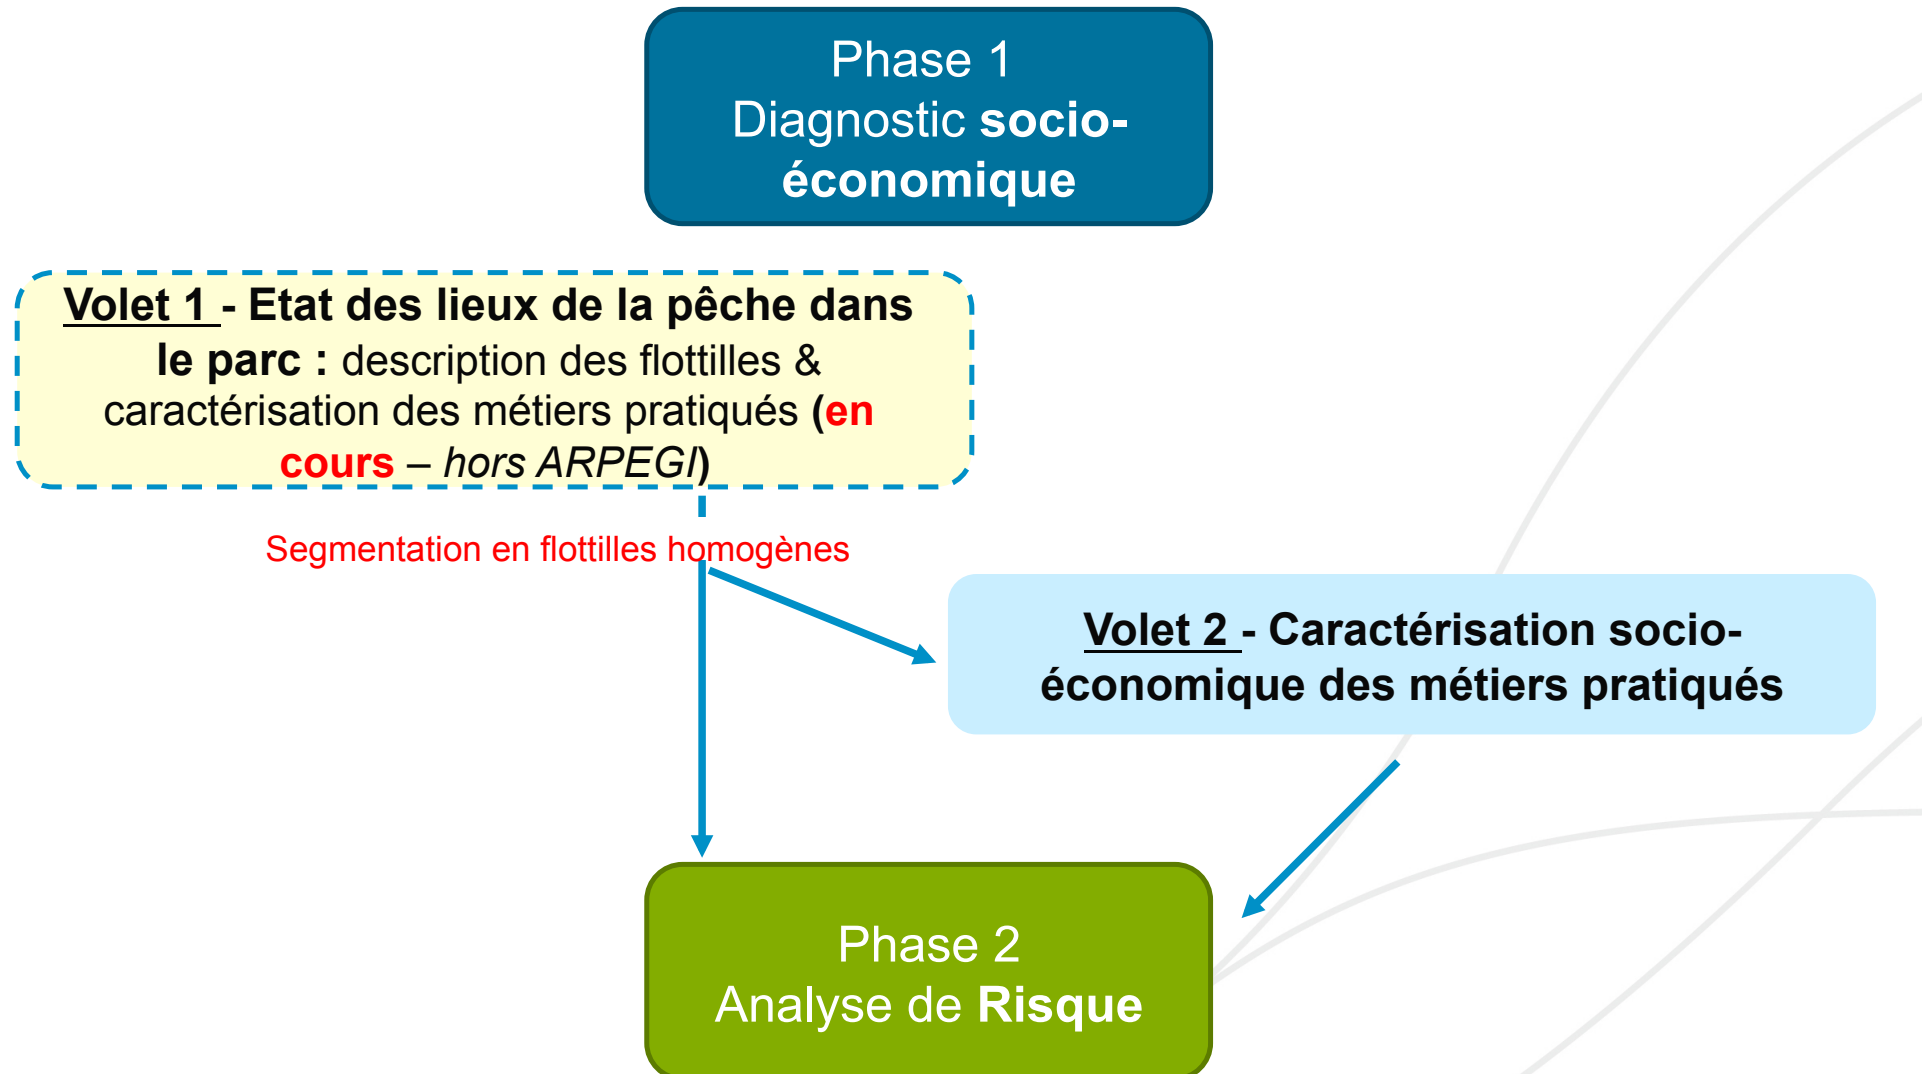 Phase 1
Diagnostic socio-
économique
Volet 1 - Etat des lieux de la pêche dans
le parc : description des flottilles &
caractérisation des métiers pratiqués (en
cours – hors ARPEGI)
Segmentation en flottilles homogènes
Volet 2 - Caractérisation socio-
économique des métiers pratiqués
Phase 2
Analyse de Risque